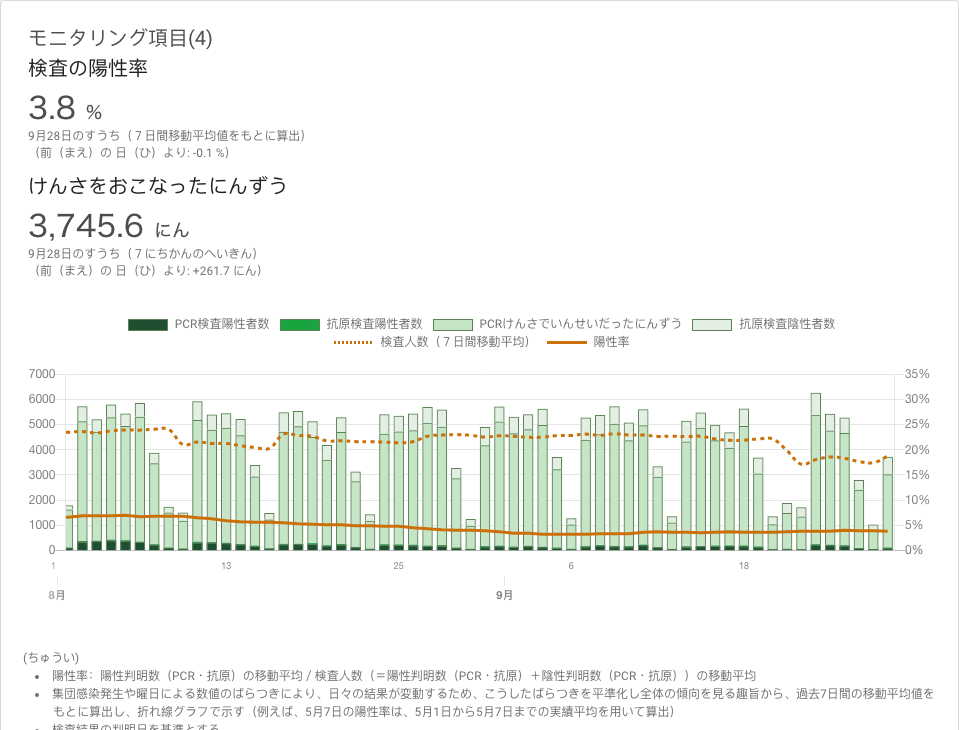 モニタリング項目(4)
検査の陽性率
3.8 %
9月28日のすうち（７日間移動平均値をもとに算出）
（前（まえ）の 日（ひ）より: -0.1 %）
けんさをおこなったにんずう
3,745.6 にん
9月28日のすうち（７にちかんのへいきん）
（前（まえ）の 日（ひ）より: +261.7 にん）
PCR検査陽性者数 抗原検査陽性者数 PCRけんさでいんせいだったにんずう 抗原検査陰性者数
検査人数（７日間移動平均） 陽性率
7000 35%
6000 30%
5000 25%
4000 20%
3000 15%
2000 10%
1000 5%
0 0%
1 13 25 6 18
8月 9月
(ちゅうい)
• 陽性率：陽性判明数（PCR・抗原）の移動平均 / 検査人数（＝陽性判明数（PCR・抗原）＋陰性判明数（PCR・抗原））の移動平均
• 集団感染発生や曜日による数値のばらつきにより、日々の結果が変動するため、こうしたばらつきを平準化し全体の傾向を見る趣旨から、過去7日間の移動平均値を
もとに算出し、折れ線グラフで示す（例えば、5月7日の陽性率は、5月1日から5月7日までの実績平均を用いて算出）
• 検査結果の判明日を基準とする